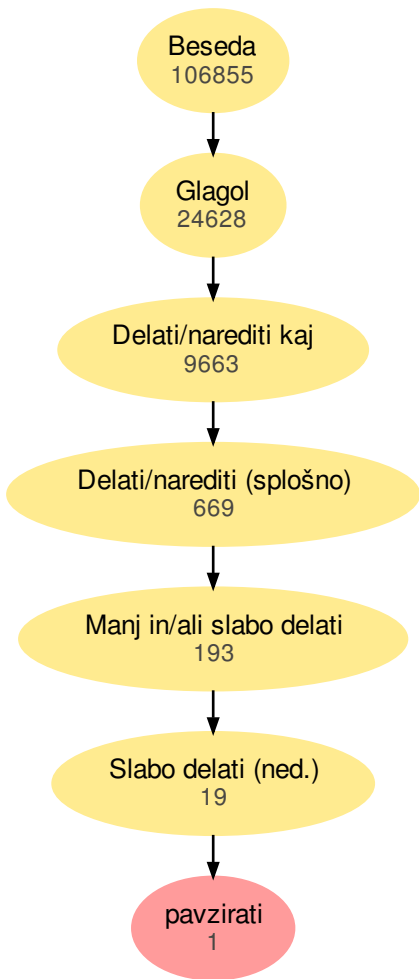 Beseda
106855
Glagol
24628
Delati/narediti kaj
9663
Delati/narediti (splošno)
669
Manj in/ali slabo delati
193
Slabo delati (ned.)
19
pavzirati
1